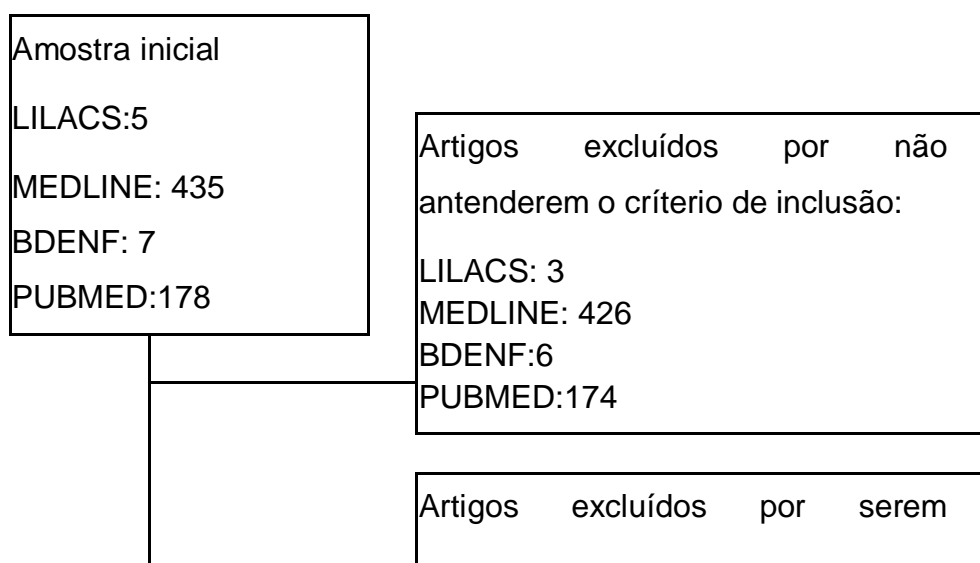 Amostra inicial
LILACS:5
MEDLINE: 435
BDENF: 7
PUBMED:178
Artigos excluídos por não
antenderem o críterio de inclusão:
LILACS: 3
MEDLINE: 426
BDENF:6
PUBMED:174
Artigos excluídos por serem